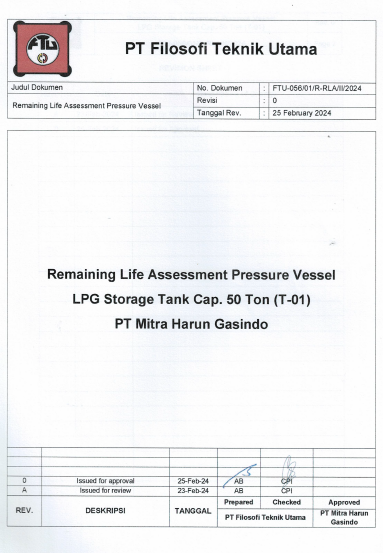 FTU
PT Filosofi Teknik Utama
Judul Dokumen
Remaining Life Assessment Pressure Vessel
No. Dokumen : FTU-056/01/R-RLA/II/2024
Revisi : 0
Tanggal Rev. : 25 February 2024
Remaining Life Assessment Pressure Vessel
LPG Storage Tank Cap. 50 Ton (T-01)
PT Mitra Harun Gasindo
0 Issued for approval 25-Feb-24 AB CPI
A Issued for review 23-Feb-24 AB CPI
REV. DESKRIPSI TANGGAL Prepared Checked Approved
PT Filosofi Teknik Utama PT Mitra Harun Gasindo